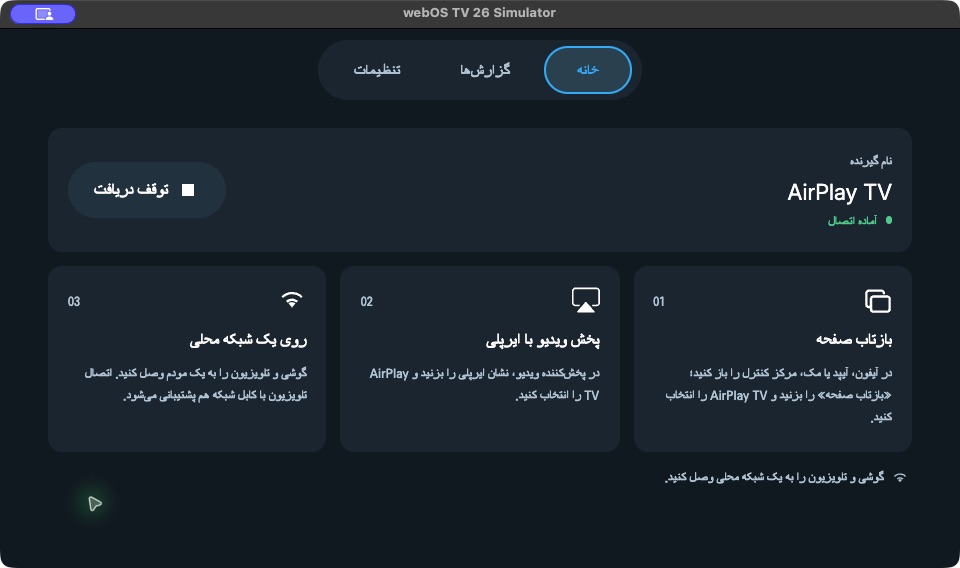 webOS TV 26 Simulator
خانه
گزارش‌ها
تنظیمات
نام گیرنده
AirPlay TV
آماده اتصال
توقف دریافت
01
بازتاب صفحه
در آیفون، آیپد یا مک، مرکز کنترل را باز کنید؛
«بازتاب صفحه» را بزنید و AirPlay TV را انتخاب
کنید.
02
پخش ویدیو با ایرپلی
در پخش‌کننده ویدیو، نشان ایرپلی را بزنید و AirPlay
TV را انتخاب کنید.
03
روی یک شبکه محلی
گوشی و تلویزیون را به یک مودم وصل کنید. اتصال
تلویزیون با کابل شبکه هم پشتیبانی می‌شود.
گوشی و تلویزیون را به یک شبکه محلی وصل کنید.